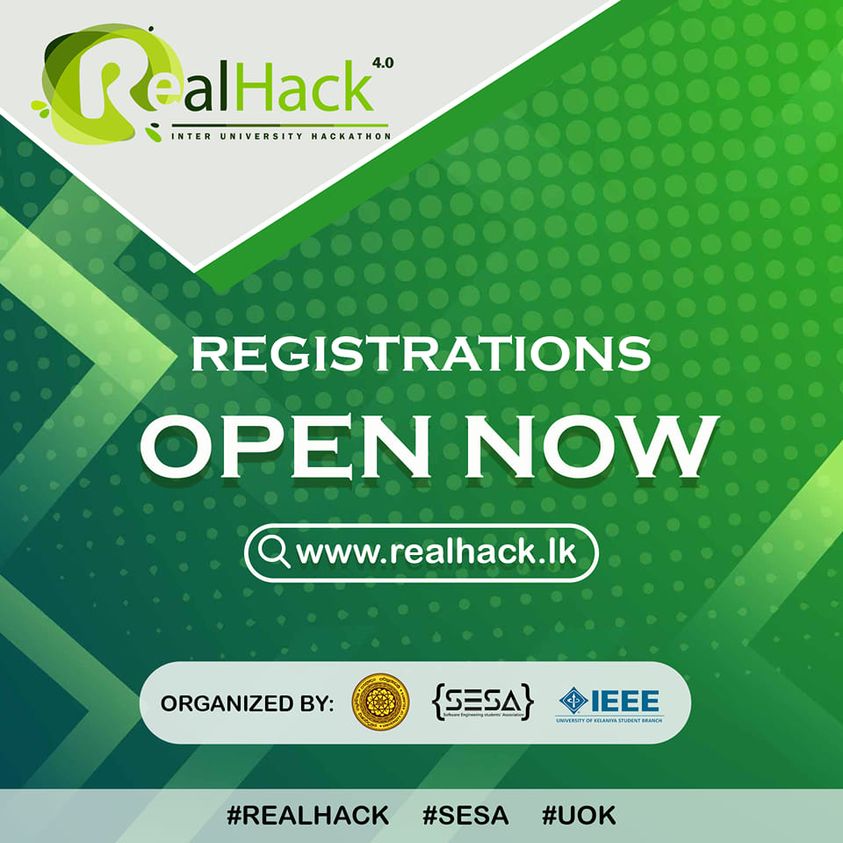 RealHack 4.0
INTER UNIVERSITY HACKATHON
REGISTRATIONS
OPEN NOW
www.realhack.lk
ORGANIZED BY:
{SESA}
Software Engineering students' Association
IEEE
UNIVERSITY OF KELANIYA STUDENT BRANCH
#REALHACK #SESA #UOK